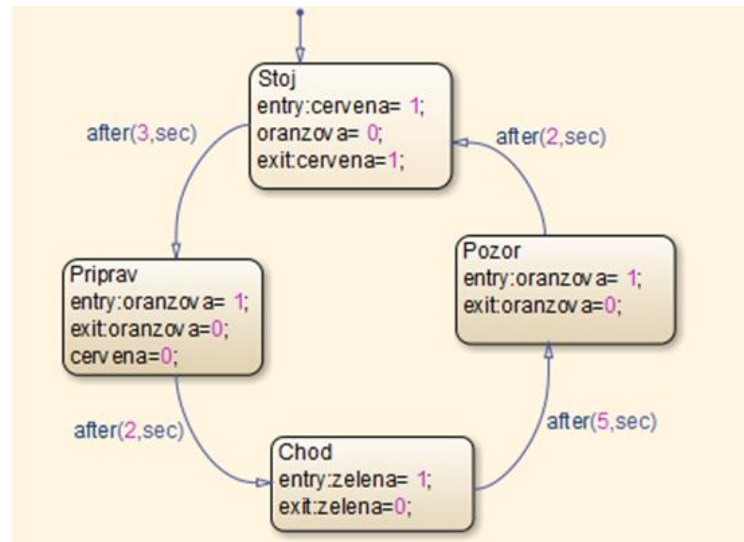 Stoj
entry:cervena= 1;
oranzova= 0;
exit:cervena=1;
after(3,sec)
after(2,sec)
Priprav
entry:oranzova= 1;
exit:oranzova=0;
cervena=0;
Pozor
entry:oranzova= 1;
exit:oranzova=0;
after(2,sec)
after(5,sec)
Chod
entry:zelena= 1;
exit:zelena=0;